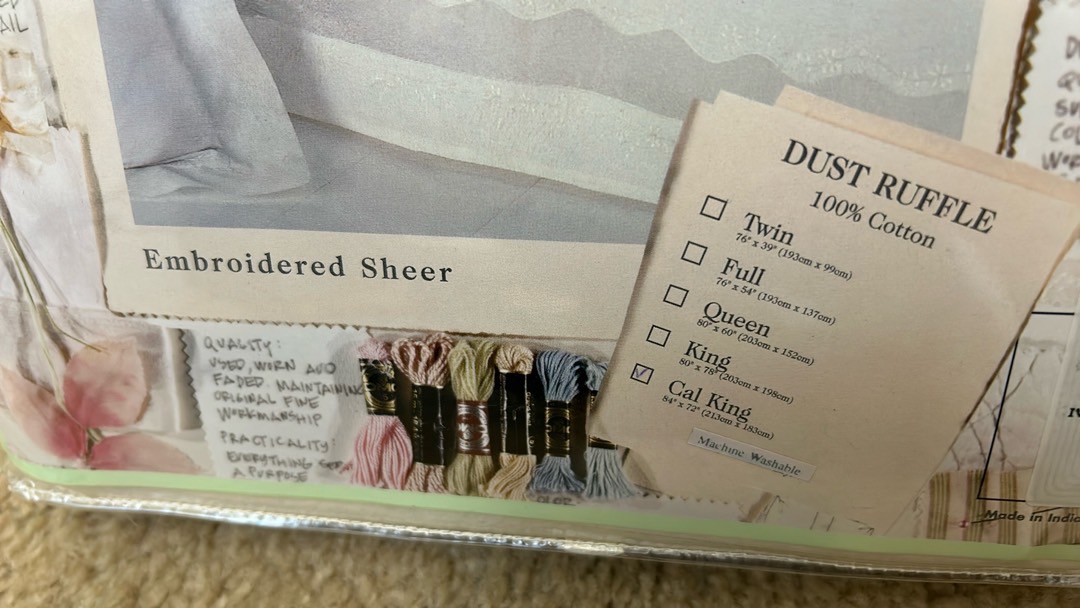 AIL
Embroidered Sheer
DUST RUFFLE
100% Cotton
Twin
76" x 39" (193cm x 99cm)
Full
76" x 54" (193cm x 137cm)
Queen
80" x 60" (203cm x 152cm)
King
80" x 78" (203cm x 198cm)
Cal King
84" x 72" (213cm x 183cm)
Machine Washable
QUALITY:
USED, WORN AND
FADED. MAINTAINING
ORIGINAL FINE
WORKMANSHIP
PRACTICALITY:
EVERYTHING
A PURPOSE
Made in India